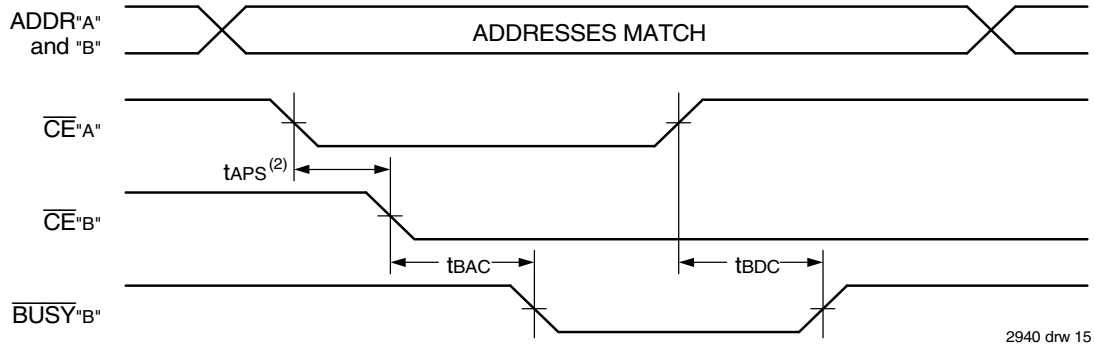 ADDR"A"
and "B"
ADDRESSES MATCH
CE"A"
tAPS(2)
CE"B"
tBAC
tBDC
BUSY"B"
2940 drw 15